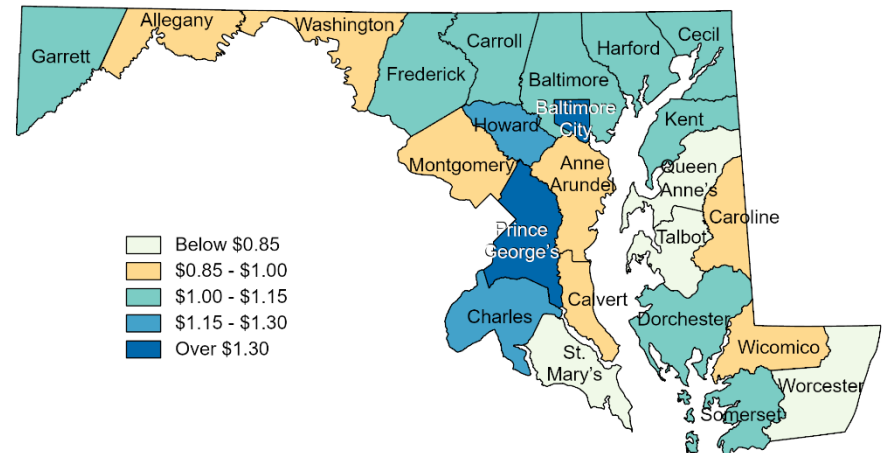 Allegany
Washington
Garrett
Frederick
Carroll
Baltimore
Harford
Cecil
Baltimore
City
Kent
Howard
Montgomery
Anne
Arundel
Queen
Anne's
Caroline
Talbot
Prince
George's
Calvert
Charles
St.
Mary's
Dorchester
Wicomico
Worcester
Somerset
Below $0.85
$0.85 - $1.00
$1.00 - $1.15
$1.15 - $1.30
Over $1.30